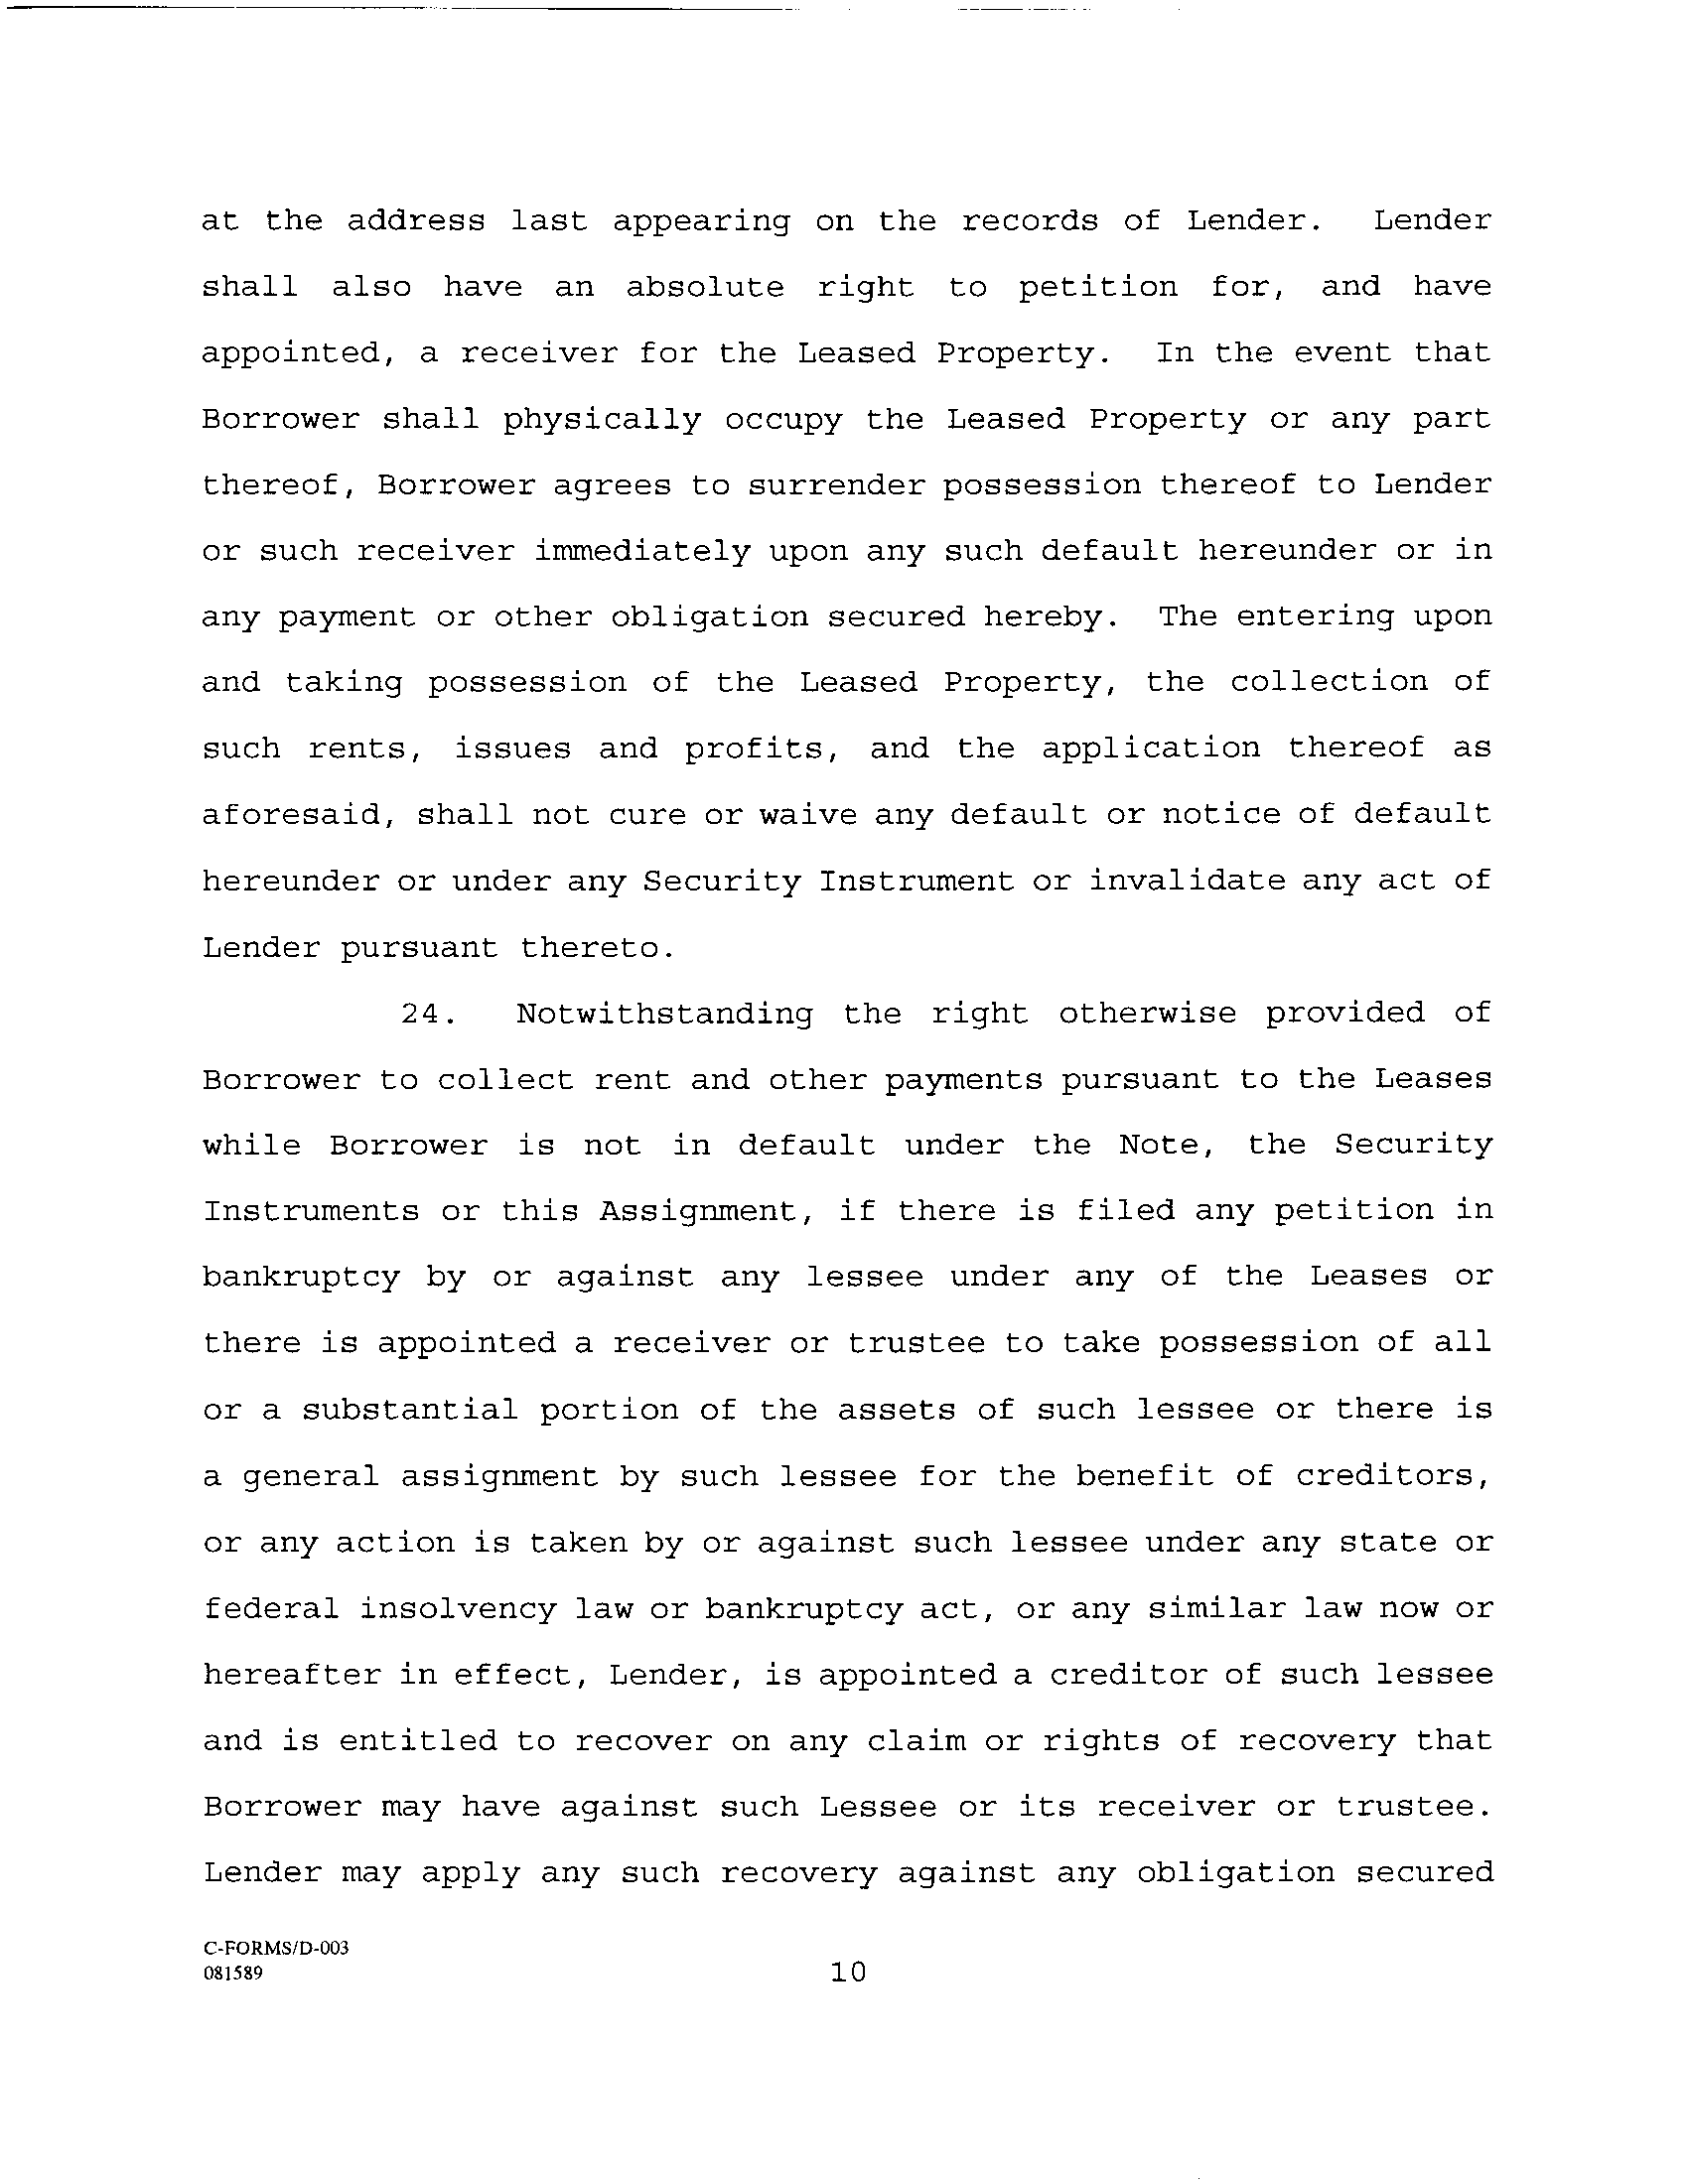 at the address last appearing on the records of Lender. Lender
shall also have an absolute right to petition for, and have
appointed, a receiver for the Leased Property. In the event that
Borrower shall physically occupy the Leased Property or any part
thereof, Borrower agrees to surrender possession thereof to Lender
or such receiver immediately upon any such default hereunder or in
any payment or other obligation secured hereby. The entering upon
and taking possession of the Leased Property, the collection of
such rents, issues and profits, and the application thereof as
aforesaid, shall not cure or waive any default or notice of default
hereunder or under any Security Instrument or invalidate any act of
Lender pursuant thereto.
24. Notwithstanding the right otherwise provided of
Borrower to collect rent and other payments pursuant to the Leases
while Borrower is not in default under the Note, the Security
Instruments or this Assignment, if there is filed any petition in
bankruptcy by or against any lessee under any of the Leases or
there is appointed a receiver or trustee to take possession of all
or a substantial portion of the assets of such lessee or there is
a general assignment by such lessee for the benefit of creditors,
or any action is taken by or against such lessee under any state or
federal insolvency law or bankruptcy act, or any similar law now or
hereafter in effect, Lender, is appointed a creditor of such lessee
and is entitled to recover on any claim or rights of recovery that
Borrower may have against such Lessee or its receiver or trustee.
Lender may apply any such recovery against any obligation secured
C-FORMS/D-003
081589
10